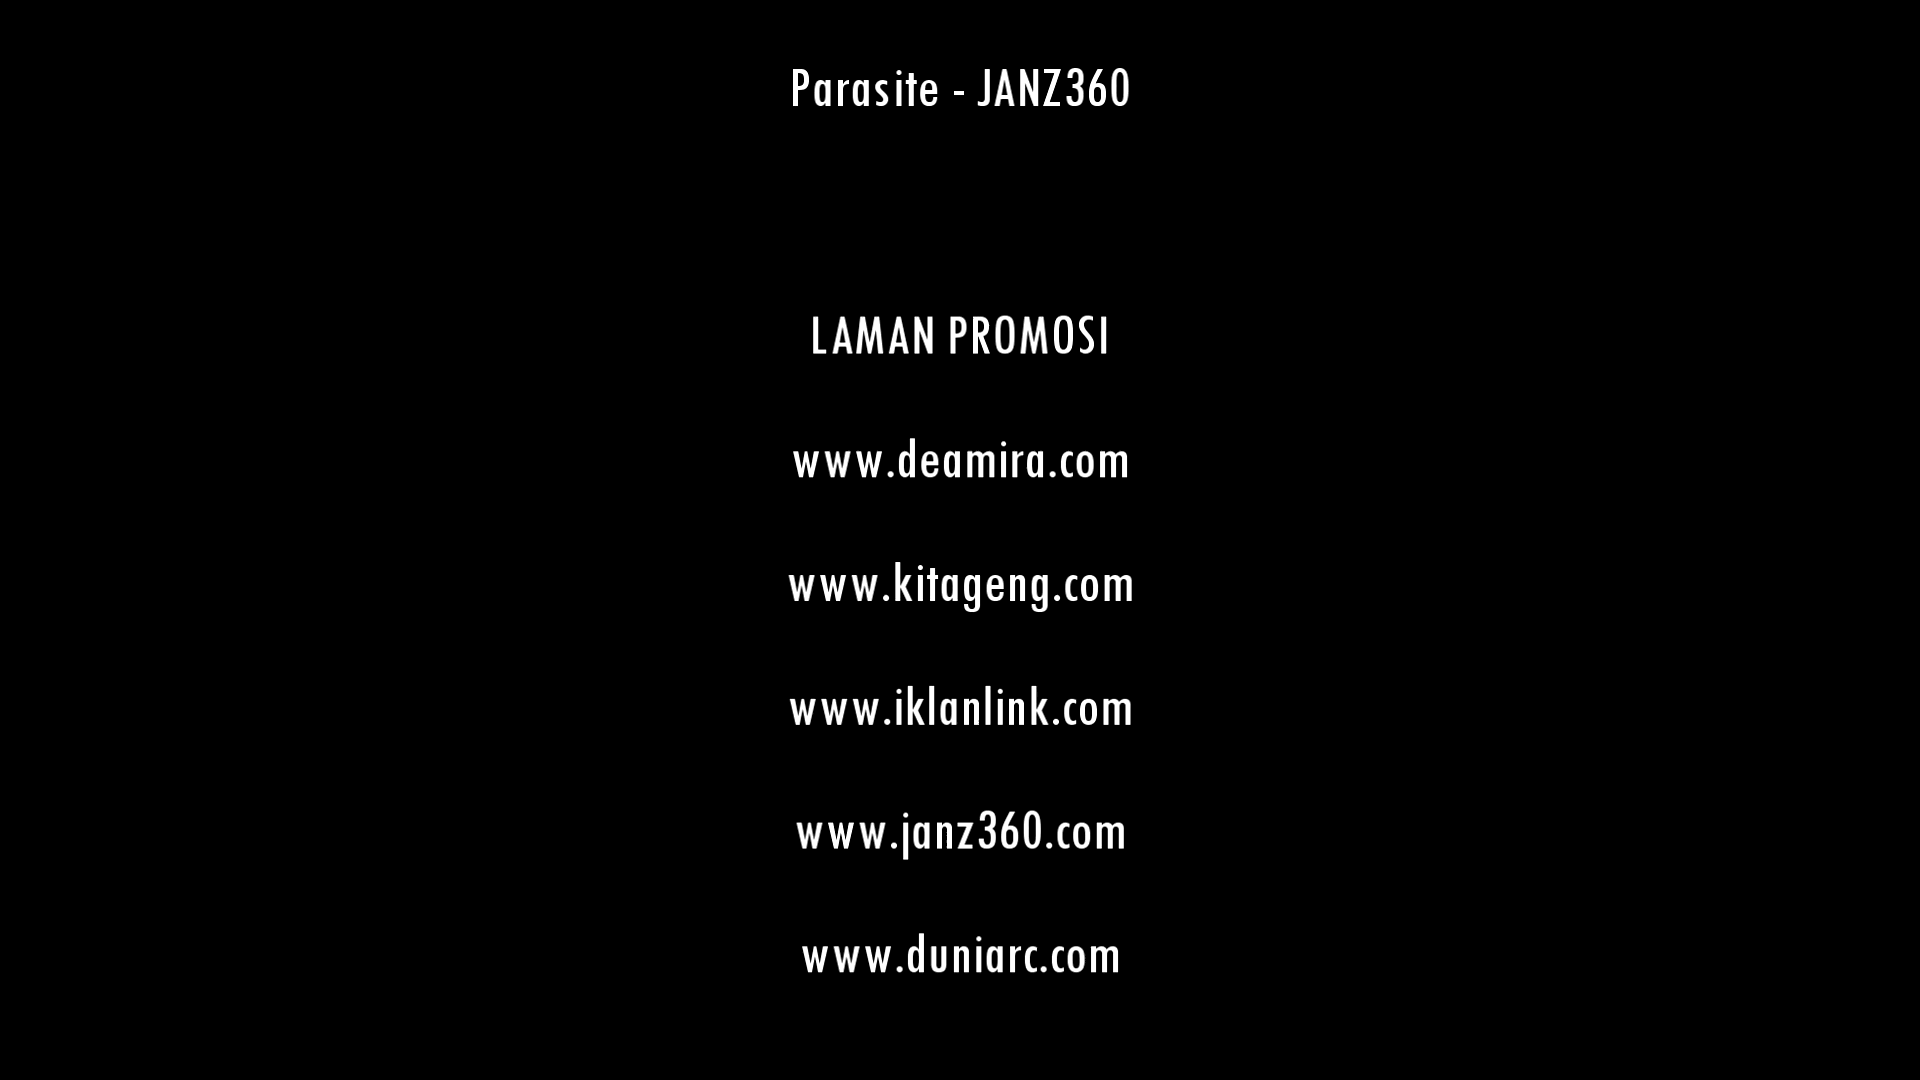 Parasite - JANZ360
LAMAN PROMOSI
www.deamira.com
www.kitageng.com
www.iklanlink.com
www.janz360.com
www.duniarc.com